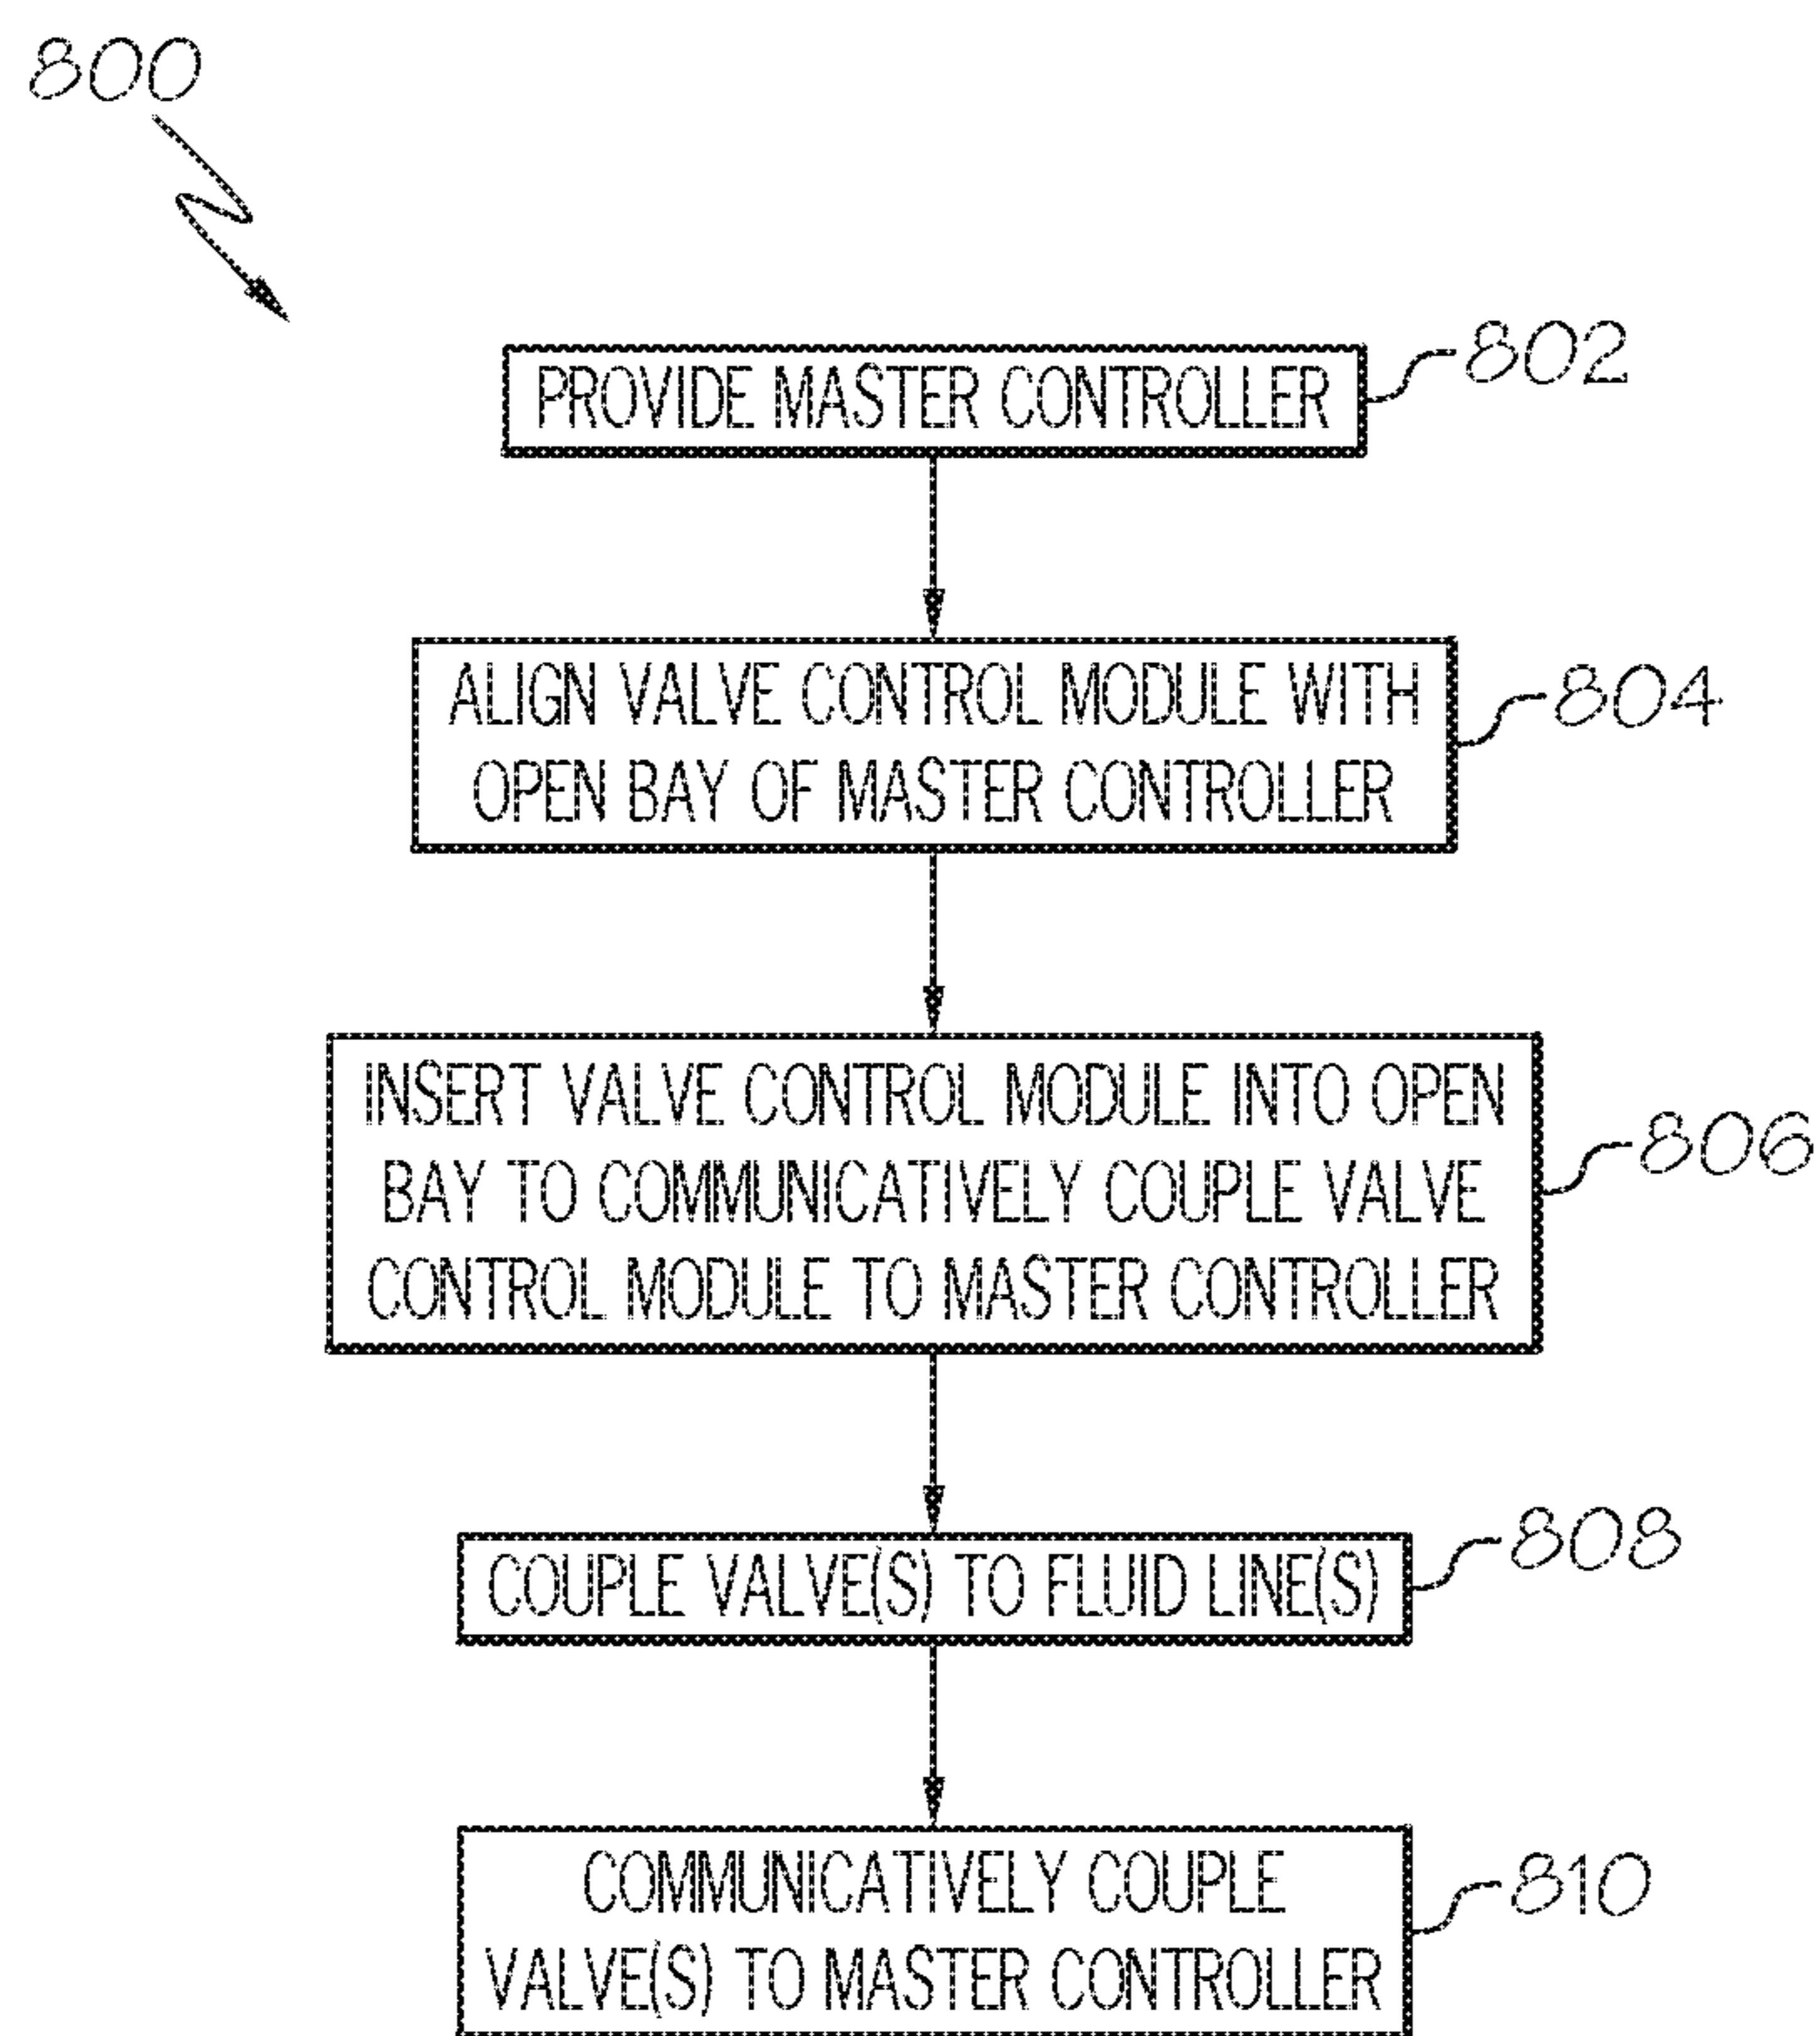 800
PROVIDE MASTER CONTROLLER
802
ALIGN VALVE CONTROL MODULE WITH
OPEN BAY OF MASTER CONTROLLER
804
INSERT VALVE CONTROL MODULE INTO OPEN
BAY TO COMMUNICATIVELY COUPLE VALVE
CONTROL MODULE TO MASTER CONTROLLER
806
COUPLE VALVE(S) TO FLUID LINE(S)
808
COMMUNICATIVELY COUPLE
VALVE(S) TO MASTER CONTROLLER
810